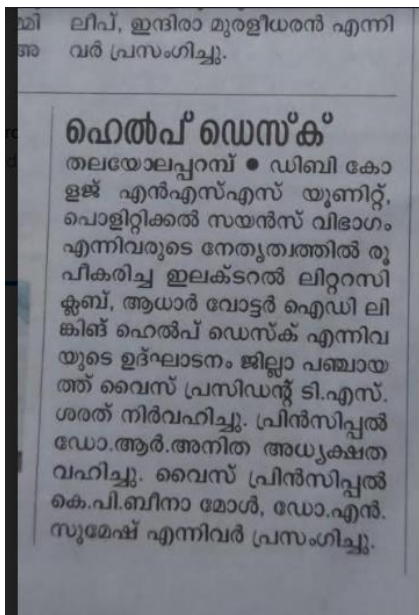 മ്മി
അ
ലീപ്, ഇന്ദിരാ മുരളീധരൻ എന്നി
വർ പ്രസംഗിച്ചു.
ഹെൽപ് ഡെസ്ക്
തലയോലപ്പറമ്പ് ● ഡിബി കോ
ളജ് എൻഎസ്എസ് യൂണിറ്റ്,
പൊളിറ്റിക്കൽ സയൻസ് വിഭാഗം
എന്നിവരുടെ നേതൃത്വത്തിൽ രൂ
പീകരിച്ച ഇലക്ടറൽ ലിറ്ററസി
ക്ലബ്, ആധാർ വോട്ടർ ഐഡി ലി
ങ്കിങ് ഹെൽപ് ഡെസ്ക് എന്നിവ
യുടെ ഉദ്ഘാടനം ജില്ലാ പഞ്ചായ
ത്ത് വൈസ് പ്രസിഡന്റ് ടി.എസ്.
ശരത് നിർവഹിച്ചു. പ്രിൻസിപ്പൽ
ഡോ.ആർ.അനിത അധ്യക്ഷത
വഹിച്ചു. വൈസ് പ്രിൻസിപ്പൽ
കെ.പി.ബീനാ മോൾ, ഡോ.എൻ.
സുമേഷ് എന്നിവർ പ്രസംഗിച്ചു.